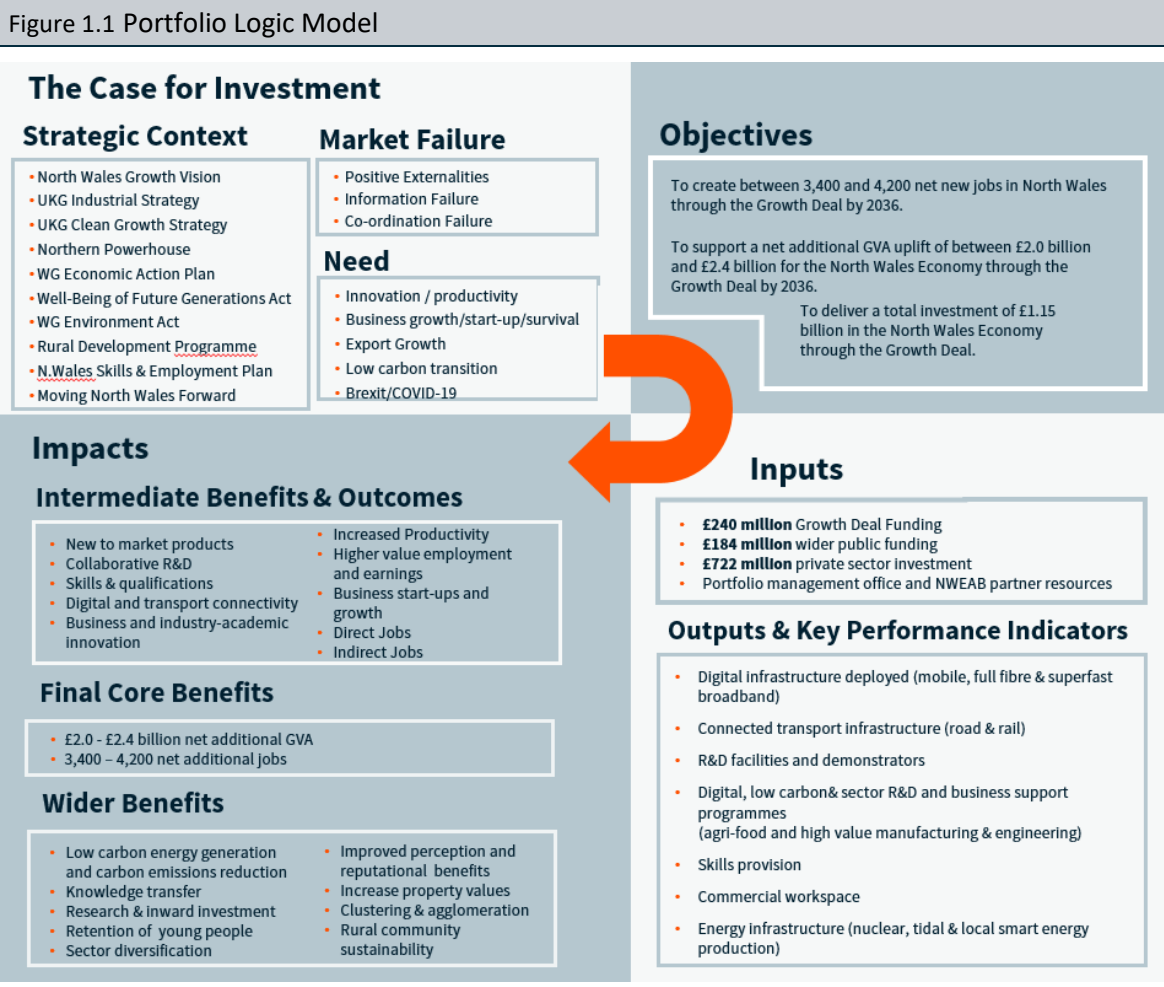 Figure 1.1 Portfolio Logic Model
The Case for Investment
Strategic Context
• North Wales Growth Vision
• UKG Industrial Strategy
• UKG Clean Growth Strategy
• Northern Powerhouse
• WG Economic Action Plan
• Well-Being of Future Generations Act
• WG Environment Act
• Rural Development Programme
• N.Wales Skills & Employment Plan
• Moving North Wales Forward
Market Failure
• Positive Externalities
• Information Failure
• Co-ordination Failure
Need
• Innovation / productivity
• Business growth/start-up/survival
• Export Growth
• Low carbon transition
• Brexit/COVID-19
Objectives
To create between 3,400 and 4,200 net new jobs in North Wales
through the Growth Deal by 2036.
To support a net additional GVA uplift of between £2.0 billion
and £2.4 billion for the North Wales Economy through the
Growth Deal by 2036.
To deliver a total investment of £1.15
billion in the North Wales Economy
through the Growth Deal.
Inputs
• £240 million Growth Deal Funding
• £184 million wider public funding
• £722 million private sector investment
• Portfolio management office and NWEAB partner resources
Outputs & Key Performance Indicators
• Digital infrastructure deployed (mobile, full fibre & superfast
broadband)
• Connected transport infrastructure (road & rail)
• R&D facilities and demonstrators
• Digital, low carbon& sector R&D and business support
programmes
(agri-food and high value manufacturing & engineering)
• Skills provision
• Commercial workspace
• Energy infrastructure (nuclear, tidal & local smart energy
production)
Impacts
Intermediate Benefits & Outcomes
• New to market products
• Collaborative R&D
• Skills & qualifications
• Digital and transport connectivity
• Business and industry-academic
innovation
• Increased Productivity
• Higher value employment
and earnings
• Business start-ups and
growth
• Direct Jobs
• Indirect Jobs
Final Core Benefits
• £2.0 - £2.4 billion net additional GVA
• 3,400 – 4,200 net additional jobs
Wider Benefits
• Low carbon energy generation
and carbon emissions reduction
• Knowledge transfer
• Research & inward investment
• Retention of young people
• Sector diversification
• Improved perception and
reputational benefits
• Increase property values
• Clustering & agglomeration
• Rural community
sustainability